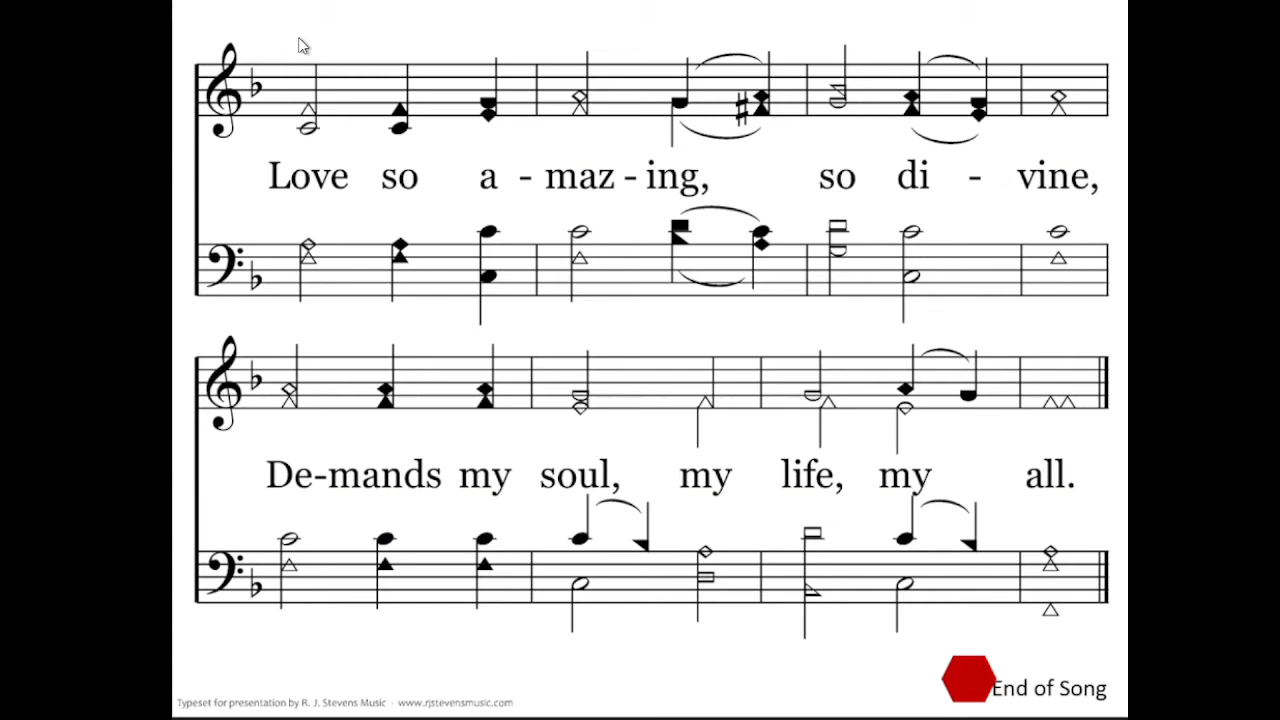 Love so a - maz - ing, so di - vine,
De-mands my soul, my life, my all.
End of Song
Typeset for presentation by R. J. Stevens Music - www.rjstevensmusic.com